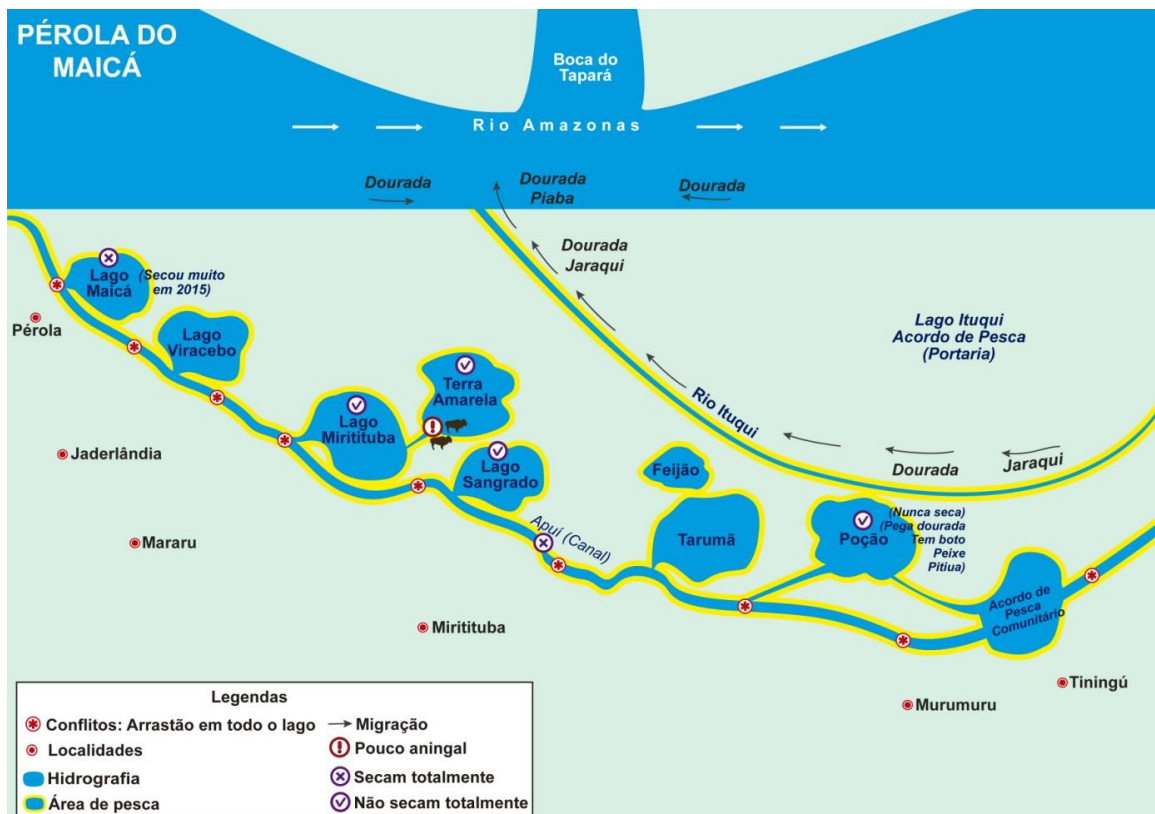 PÉROLA DO
MAICÁ
Boca do
Tapará
Rio Amazonas
Dourada
Dourada
Piaba
Dourada
Dourada
Jaraqui
Lago
Maicá
(Secou muito
em 2015)
Pérola
Lago
Viracebo
Lago Ituqui
Acordo de Pesca
(Portaria)
Terra
Amarela
Rio Ituqui
Lago
Miritituba
Jaderlândia
Lago
Sangrado
Feijão
Dourada
Jaraqui
Apuí (Canal)
Tarumã
Poção
(Nunca seca)
(Pega dourada
Tem boto
Peixe
Pitiua)
Mararu
Acordo de
Pesca
Comunitário
Miritituba
Tiningú
Murumuru
Legendas
Conflitos: Arrastão em todo o lago
Localidades
Hidrografia
Área de pesca
Migração
Pouco aningal
Secam totalmente
Não secam totalmente